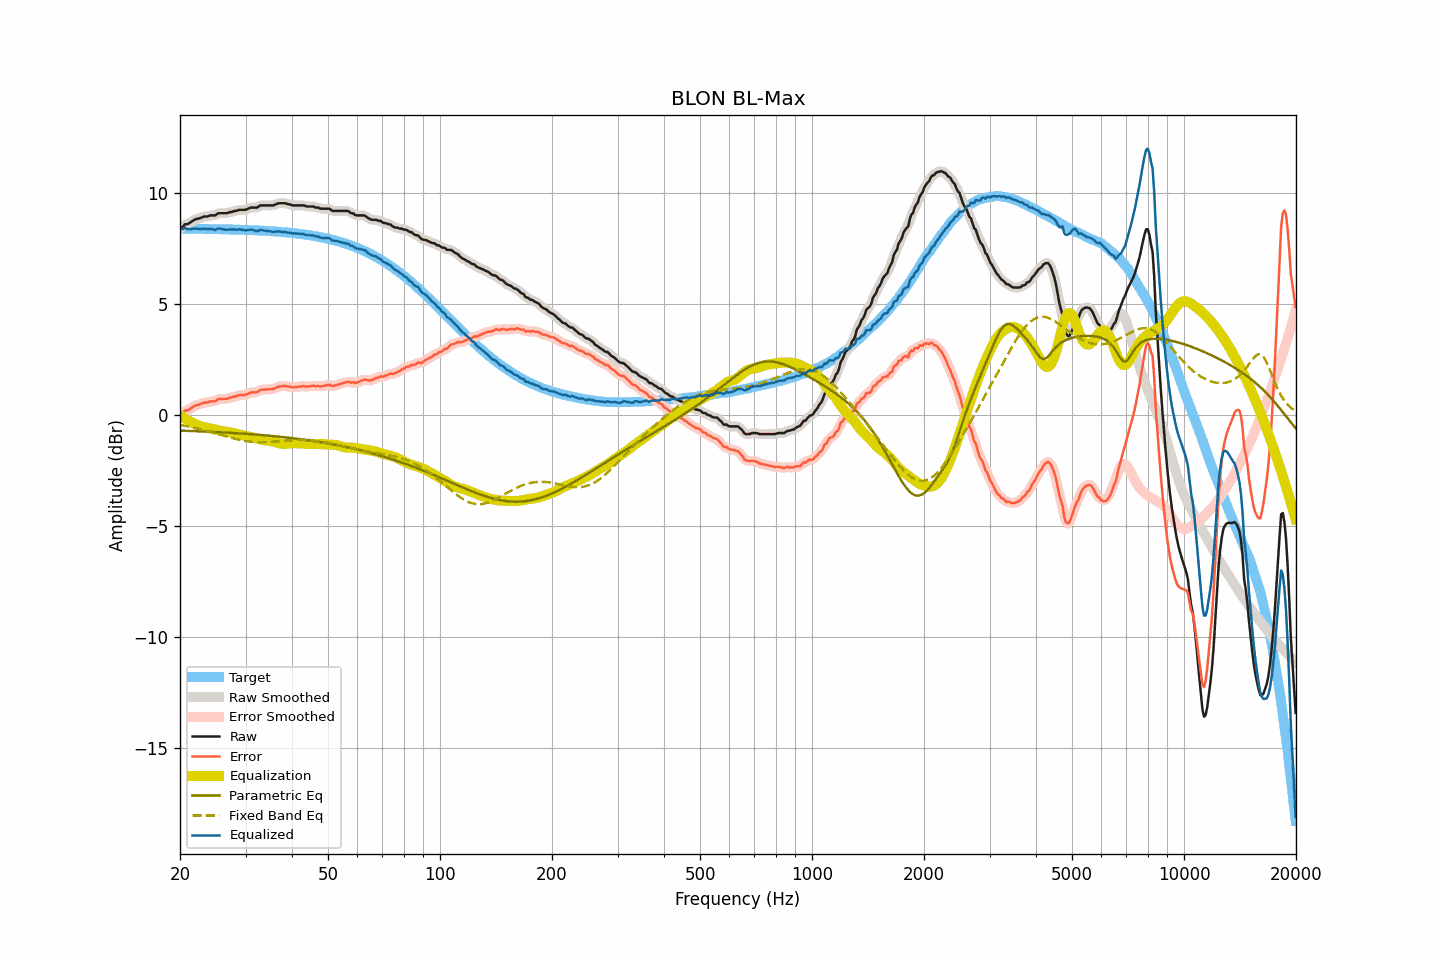 BLON BL-Max
10
5
0
−5
−10
−15
Amplitude (dBr)
Target
Raw Smoothed
Error Smoothed
Raw
Error
Equalization
Parametric Eq
Fixed Band Eq
Equalized
20 50 100 200 500 1000 2000 5000 10000 20000
Frequency (Hz)